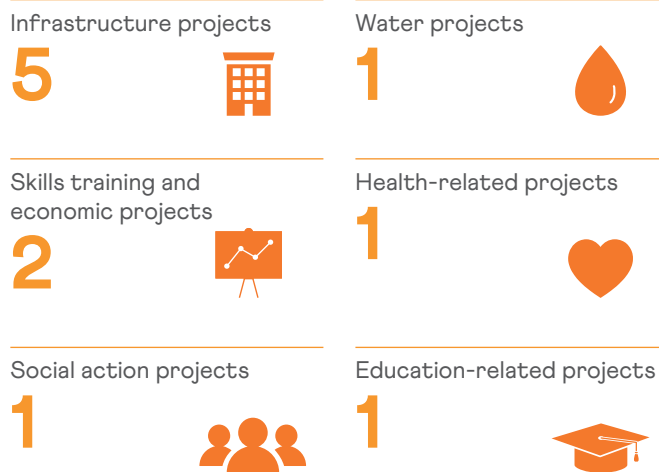 Infrastructure projects
5
Water projects
1
Skills training and
economic projects
2
Health-related projects
1
Social action projects
1
Education-related projects
1